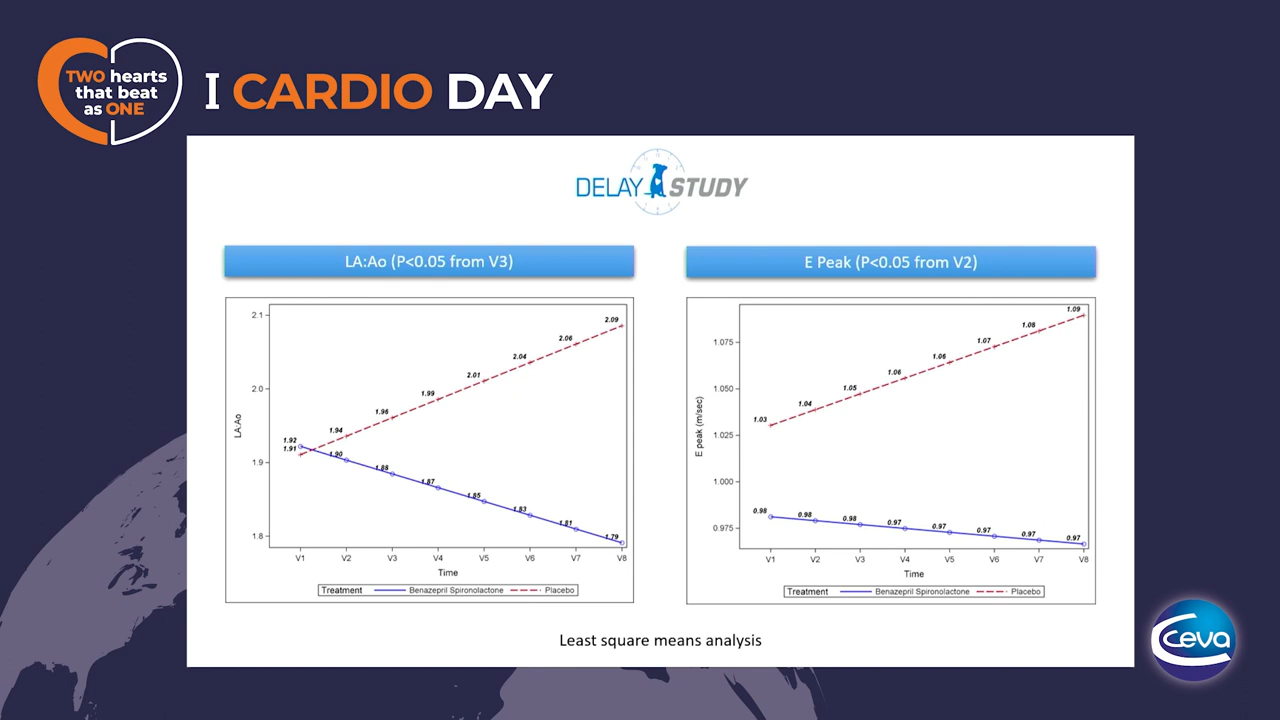 TWO hearts
that beat
as ONE
I CARDIO DAY
DELAY STUDY
LA:Ao (P<0.05 from V3)
2.1
2.0
1.9
1.8
LA:Ao
1.92
1.91
1.94
1.96
1.99
2.01
2.04
2.06
2.09
1.90
1.88
1.87
1.85
1.83
1.81
1.79
V1 V2 V3 V4 V5 V6 V7 V8
Time
Treatment Benazepril Spironolactone Placebo
E Peak (P<0.05 from V2)
1.075
1.050
1.025
1.000
0.975
E peak (m/sec)
1.03
1.04
1.05
1.06
1.06
1.07
1.08
1.09
0.98
0.98
0.98
0.97
0.97
0.97
0.97
0.97
V1 V2 V3 V4 V5 V6 V7 V8
Time
Treatment Benazepril Spironolactone Placebo
Least square means analysis
Ceva